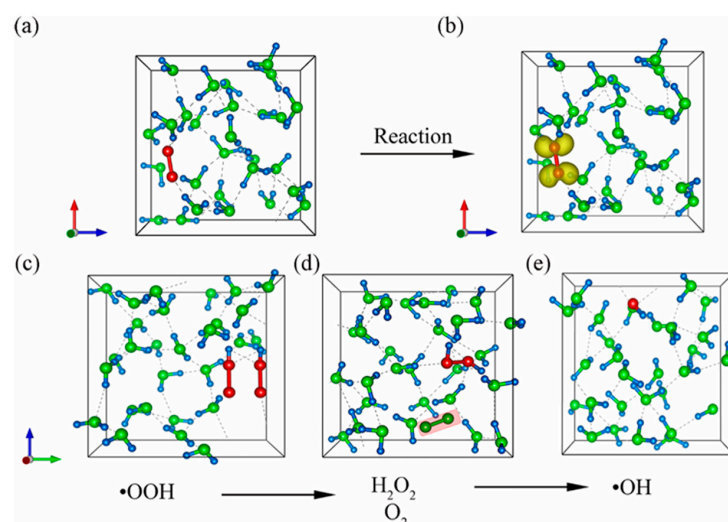 (a)
(b)
Reaction
(c)
(d)
(e)
•OOH
H₂O₂
O₂
•OH